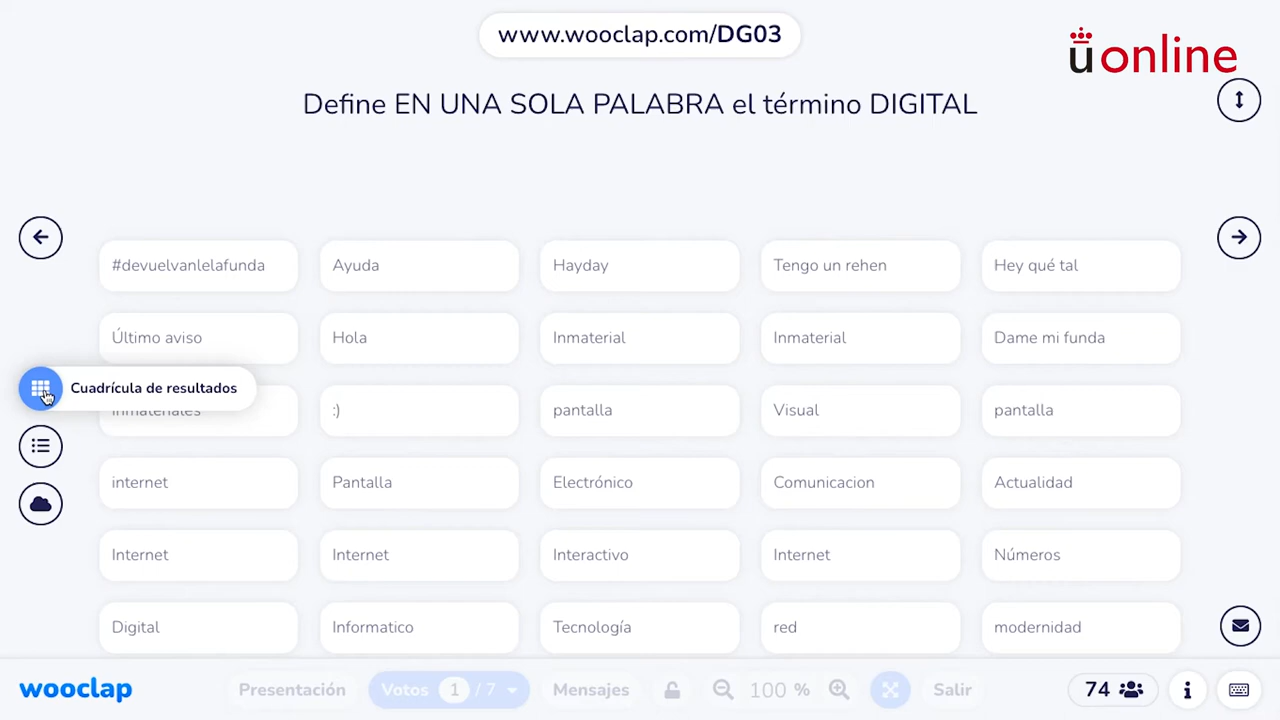 www.wooclap.com/DG03
uonline
Define EN UNA SOLA PALABRA el término DIGITAL
#devuelvanlelafunda
Ayuda
Hayday
Tengo un rehen
Hey qué tal
Último aviso
Hola
Inmaterial
Inmaterial
Dame mi funda
Cuadrícula de resultados
Inmateriales
:)
pantalla
Visual
pantalla
internet
Pantalla
Electrónico
Comunicacion
Actualidad
Internet
Internet
Interactivo
Internet
Números
Digital
Informatico
Tecnología
red
modernidad
wooclap
Presentación
Votos 1 / 7
Mensajes
100 %
Salir
74